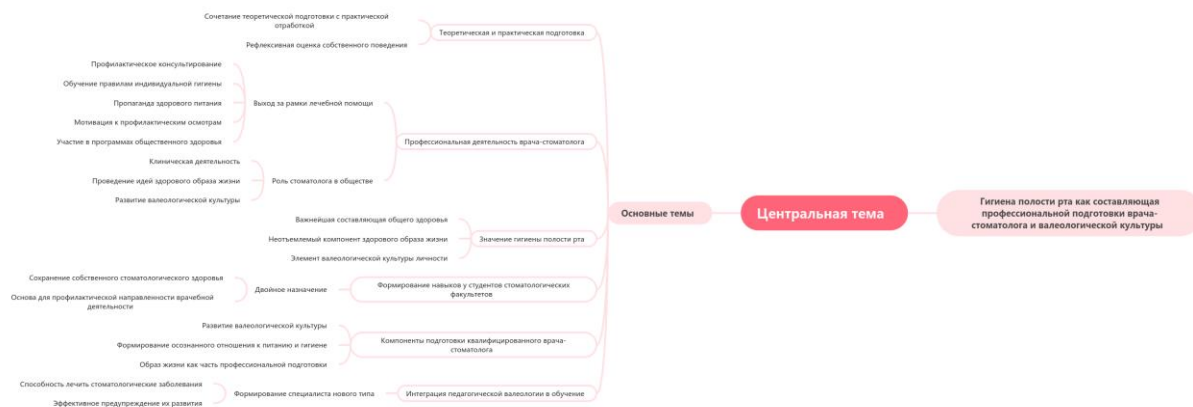 Сочетание теоретической подготовки с практической
отработкой
Рефлексивная оценка собственного поведения
Теоретическая и практическая подготовка
Профилактическое консультирование
Обучение правилам индивидуальной гигиены
Пропаганда здорового питания
Мотивация к профилактическим осмотрам
Участие в программах общественного здоровья
Выход за рамки лечебной помощи
Клиническая деятельность
Проведение идей здорового образа жизни
Развитие валеологической культуры
Роль стоматолога в обществе
Профессиональная деятельность врача-стоматолога
Важнейшая составляющая общего здоровья
Неотъемлемый компонент здорового образа жизни
Элемент валеологической культуры личности
Значение гигиены полости рта
Сохранение собственного стоматологического здоровья
Основа для профилактической направленности врачебной
деятельности
Двойное назначение
Формирование навыков у студентов стоматологических
факультетов
Развитие валеологической культуры
Формирование осознанного отношения к питанию и гигиене
Образ жизни как часть профессиональной подготовки
Компоненты подготовки квалифицированного врача-
стоматолога
Способность лечить стоматологические заболевания
Эффективное предупреждение их развития
Формирование специалиста нового типа
Интеграция педагогической валеологии в обучение
Основные темы
Центральная тема
Гигиена полости рта как составляющая
профессиональной подготовки врача-
стоматолога и валеологической культуры